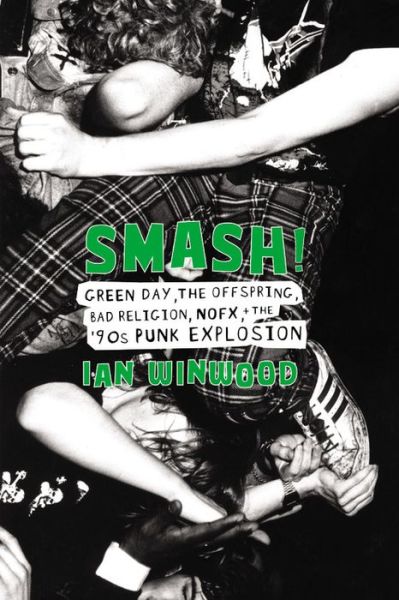 SMASH!
GREEN DAY, THE OFFSPRING,
BAD RELIGION, NOFX, + THE
'90s PUNK EXPLOSION
IAN WINWOOD